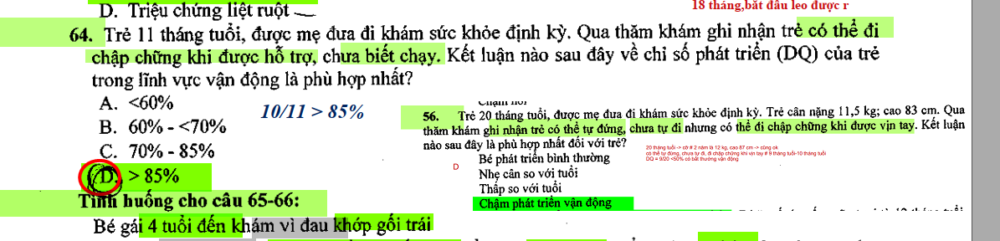 D. Triệu chứng liệt ruột
18 tháng,bắt đầu leo được r
64. Trẻ 11 tháng tuổi, được mẹ đưa đi khám sức khỏe định kỳ. Qua thăm khám ghi nhận trẻ có thể đi
chập chững khi được hỗ trợ, chưa biết chạy. Kết luận nào sau đây về chỉ số phát triển (DQ) của trẻ
trong lĩnh vực vận động là phù hợp nhất?
A. <60%
10/11 > 85%
B. 60% - <70%
C. 70% - 85%
D. > 85%
Tình huống cho câu 65-66:
Bé gái 4 tuổi đến khám vì đau khớp gối trái
56. Trẻ 20 tháng tuổi, được mẹ đưa đi khám sức khỏe định kỳ. Trẻ cân nặng 11,5 kg; cao 83 cm. Qua
thăm khám ghi nhận trẻ có thể tự đứng, chưa tự đi nhưng có thể đi chập chững khi được vịn tay. Kết luận
nào sau đây là phù hợp nhất đối với trẻ?
20 tháng tuổi -> cỡ # 2 năm là 12 kg, cao 87 cm -> cũng ok
có thể tự đứng, chưa tự đi, đi chập chững khi vịn tay # 9 tháng tuổi-10 tháng tuổi
DQ = 9/20 <50% có bất thường vận động
D
Bé phát triển bình thường
Nhẹ cân so với tuổi
Thấp so với tuổi
Chậm phát triển vận động